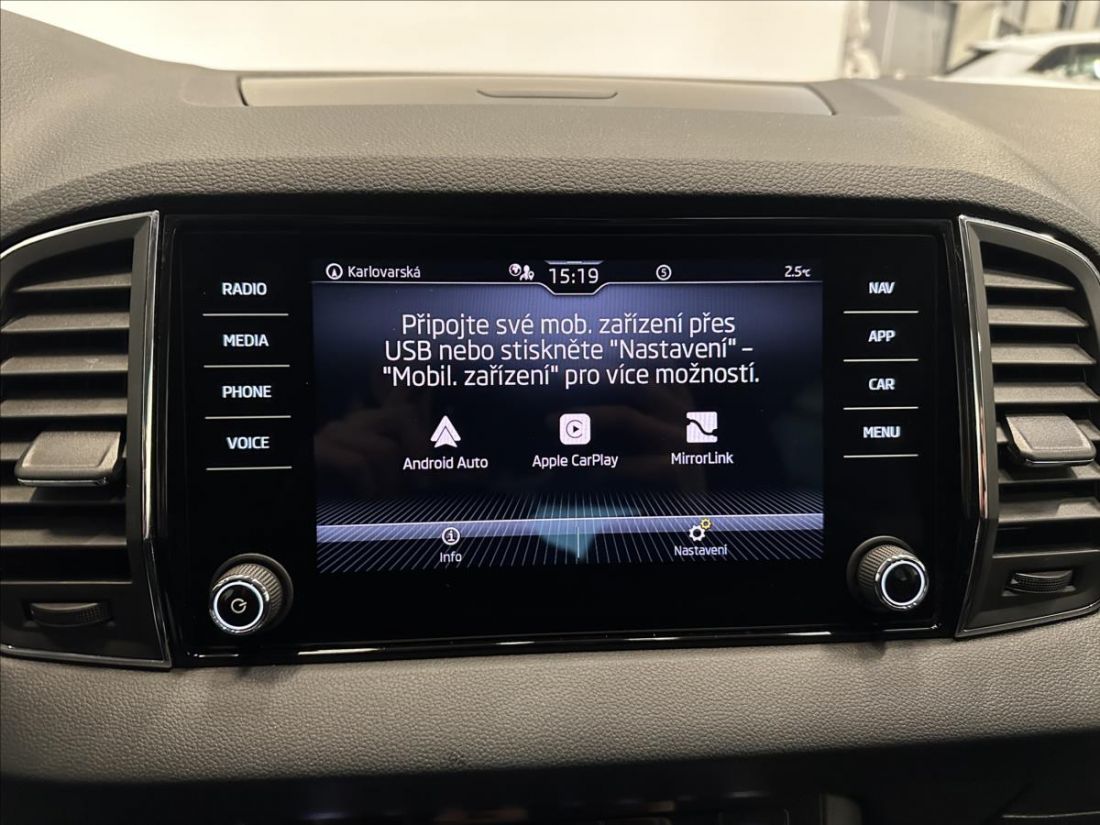 RADIO
MEDIA
PHONE
VOICE
Karlovarská
15:19
5
2.5°C
Připojte své mob. zařízení přes
USB nebo stiskněte "Nastavení" –
"Mobil. zařízení" pro více možností.
Android Auto
Apple CarPlay
MirrorLink
Info
Nastavení
NAV
APP
CAR
MENU